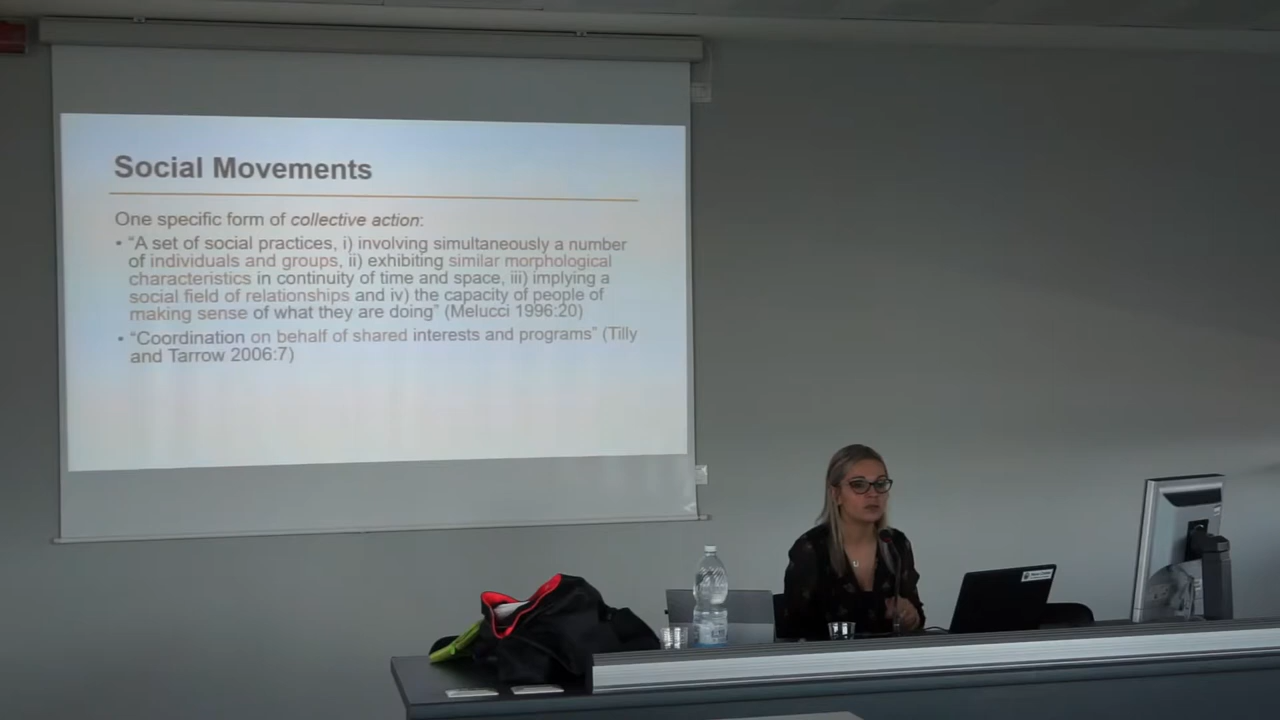 Social Movements
One specific form of collective action:
• “A set of social practices, i) involving simultaneously a number
of individuals and groups, ii) exhibiting similar morphological
characteristics in continuity of time and space, iii) implying a
social field of relationships and iv) the capacity of people of
making sense of what they are doing” (Melucci 1996:20)
• “Coordination on behalf of shared interests and programs” (Tilly
and Tarrow 2006:7)